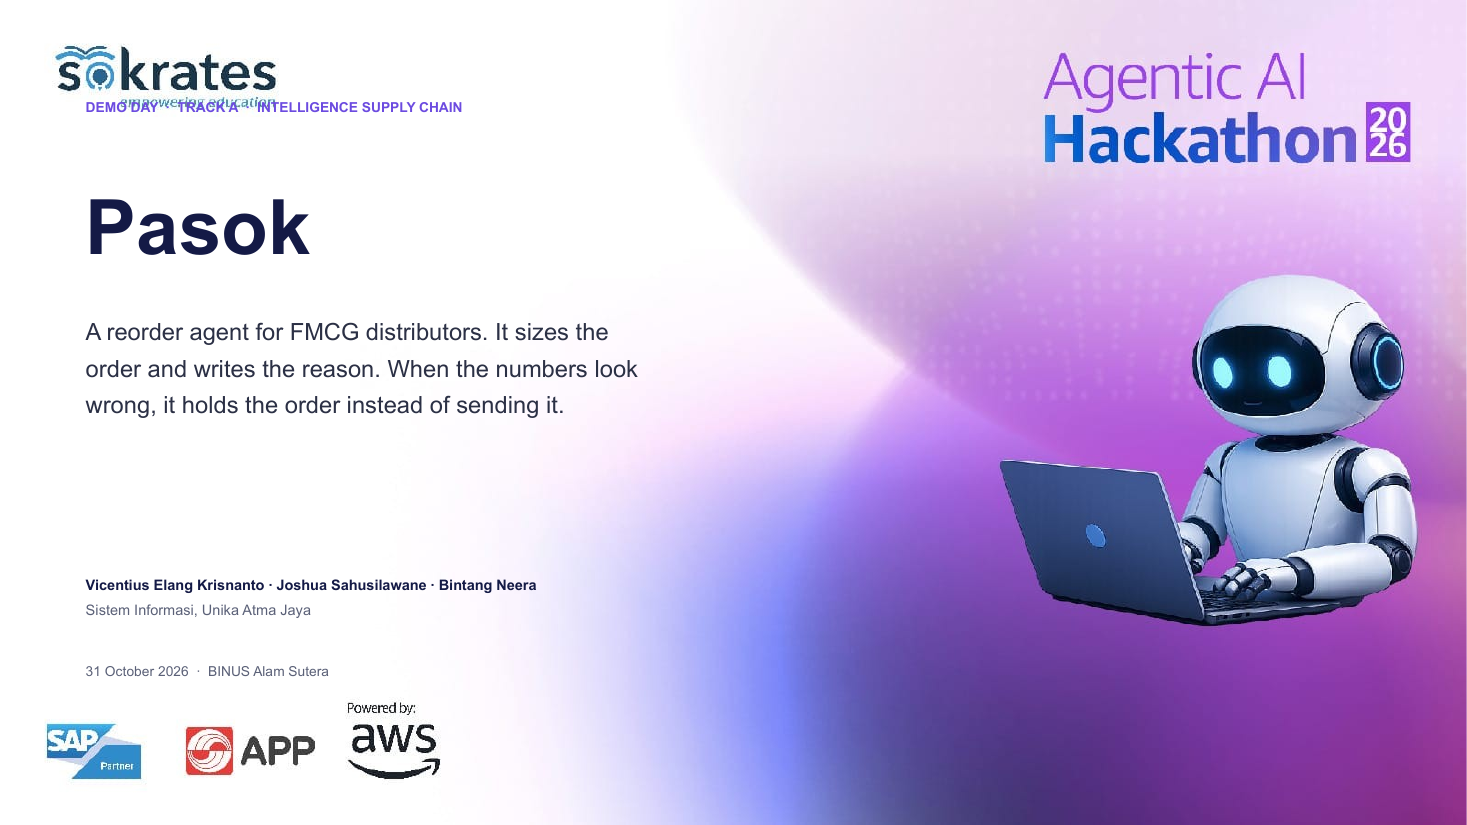 sokrates
empowering education
DEMO DAY · TRACK A · INTELLIGENCE SUPPLY CHAIN
Agentic AI
Hackathon 2026
Pasok
A reorder agent for FMCG distributors. It sizes the
order and writes the reason. When the numbers look
wrong, it holds the order instead of sending it.
Vicentius Elang Krisnanto · Joshua Sahusilawane · Bintang Neera
Sistem Informasi, Unika Atma Jaya
31 October 2026 · BINUS Alam Sutera
SAP Partner
APP
Powered by:
aws